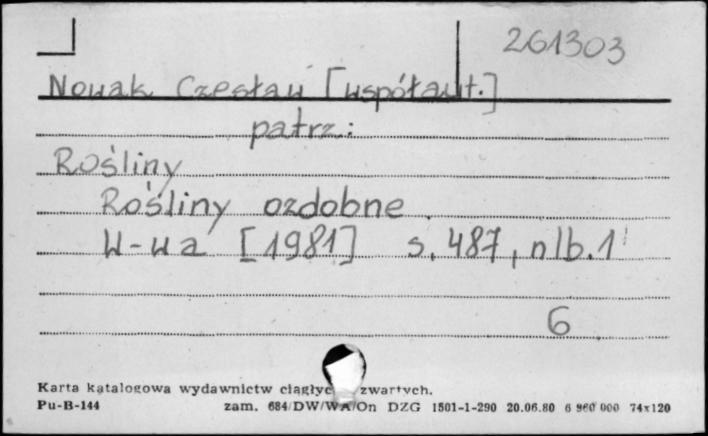 261303
Nowak Czesław [współaut.]
patrz:
Rośliny
Rośliny ozdobne.
W-wa [1981] s. 487, nlb. 1
6
Karta katalogowa wydawnictw zwartych.
Pu-B-144 zam. 684/DW/WA/On DZG 1501-1-290 20.06.80 6 960 000 74x120